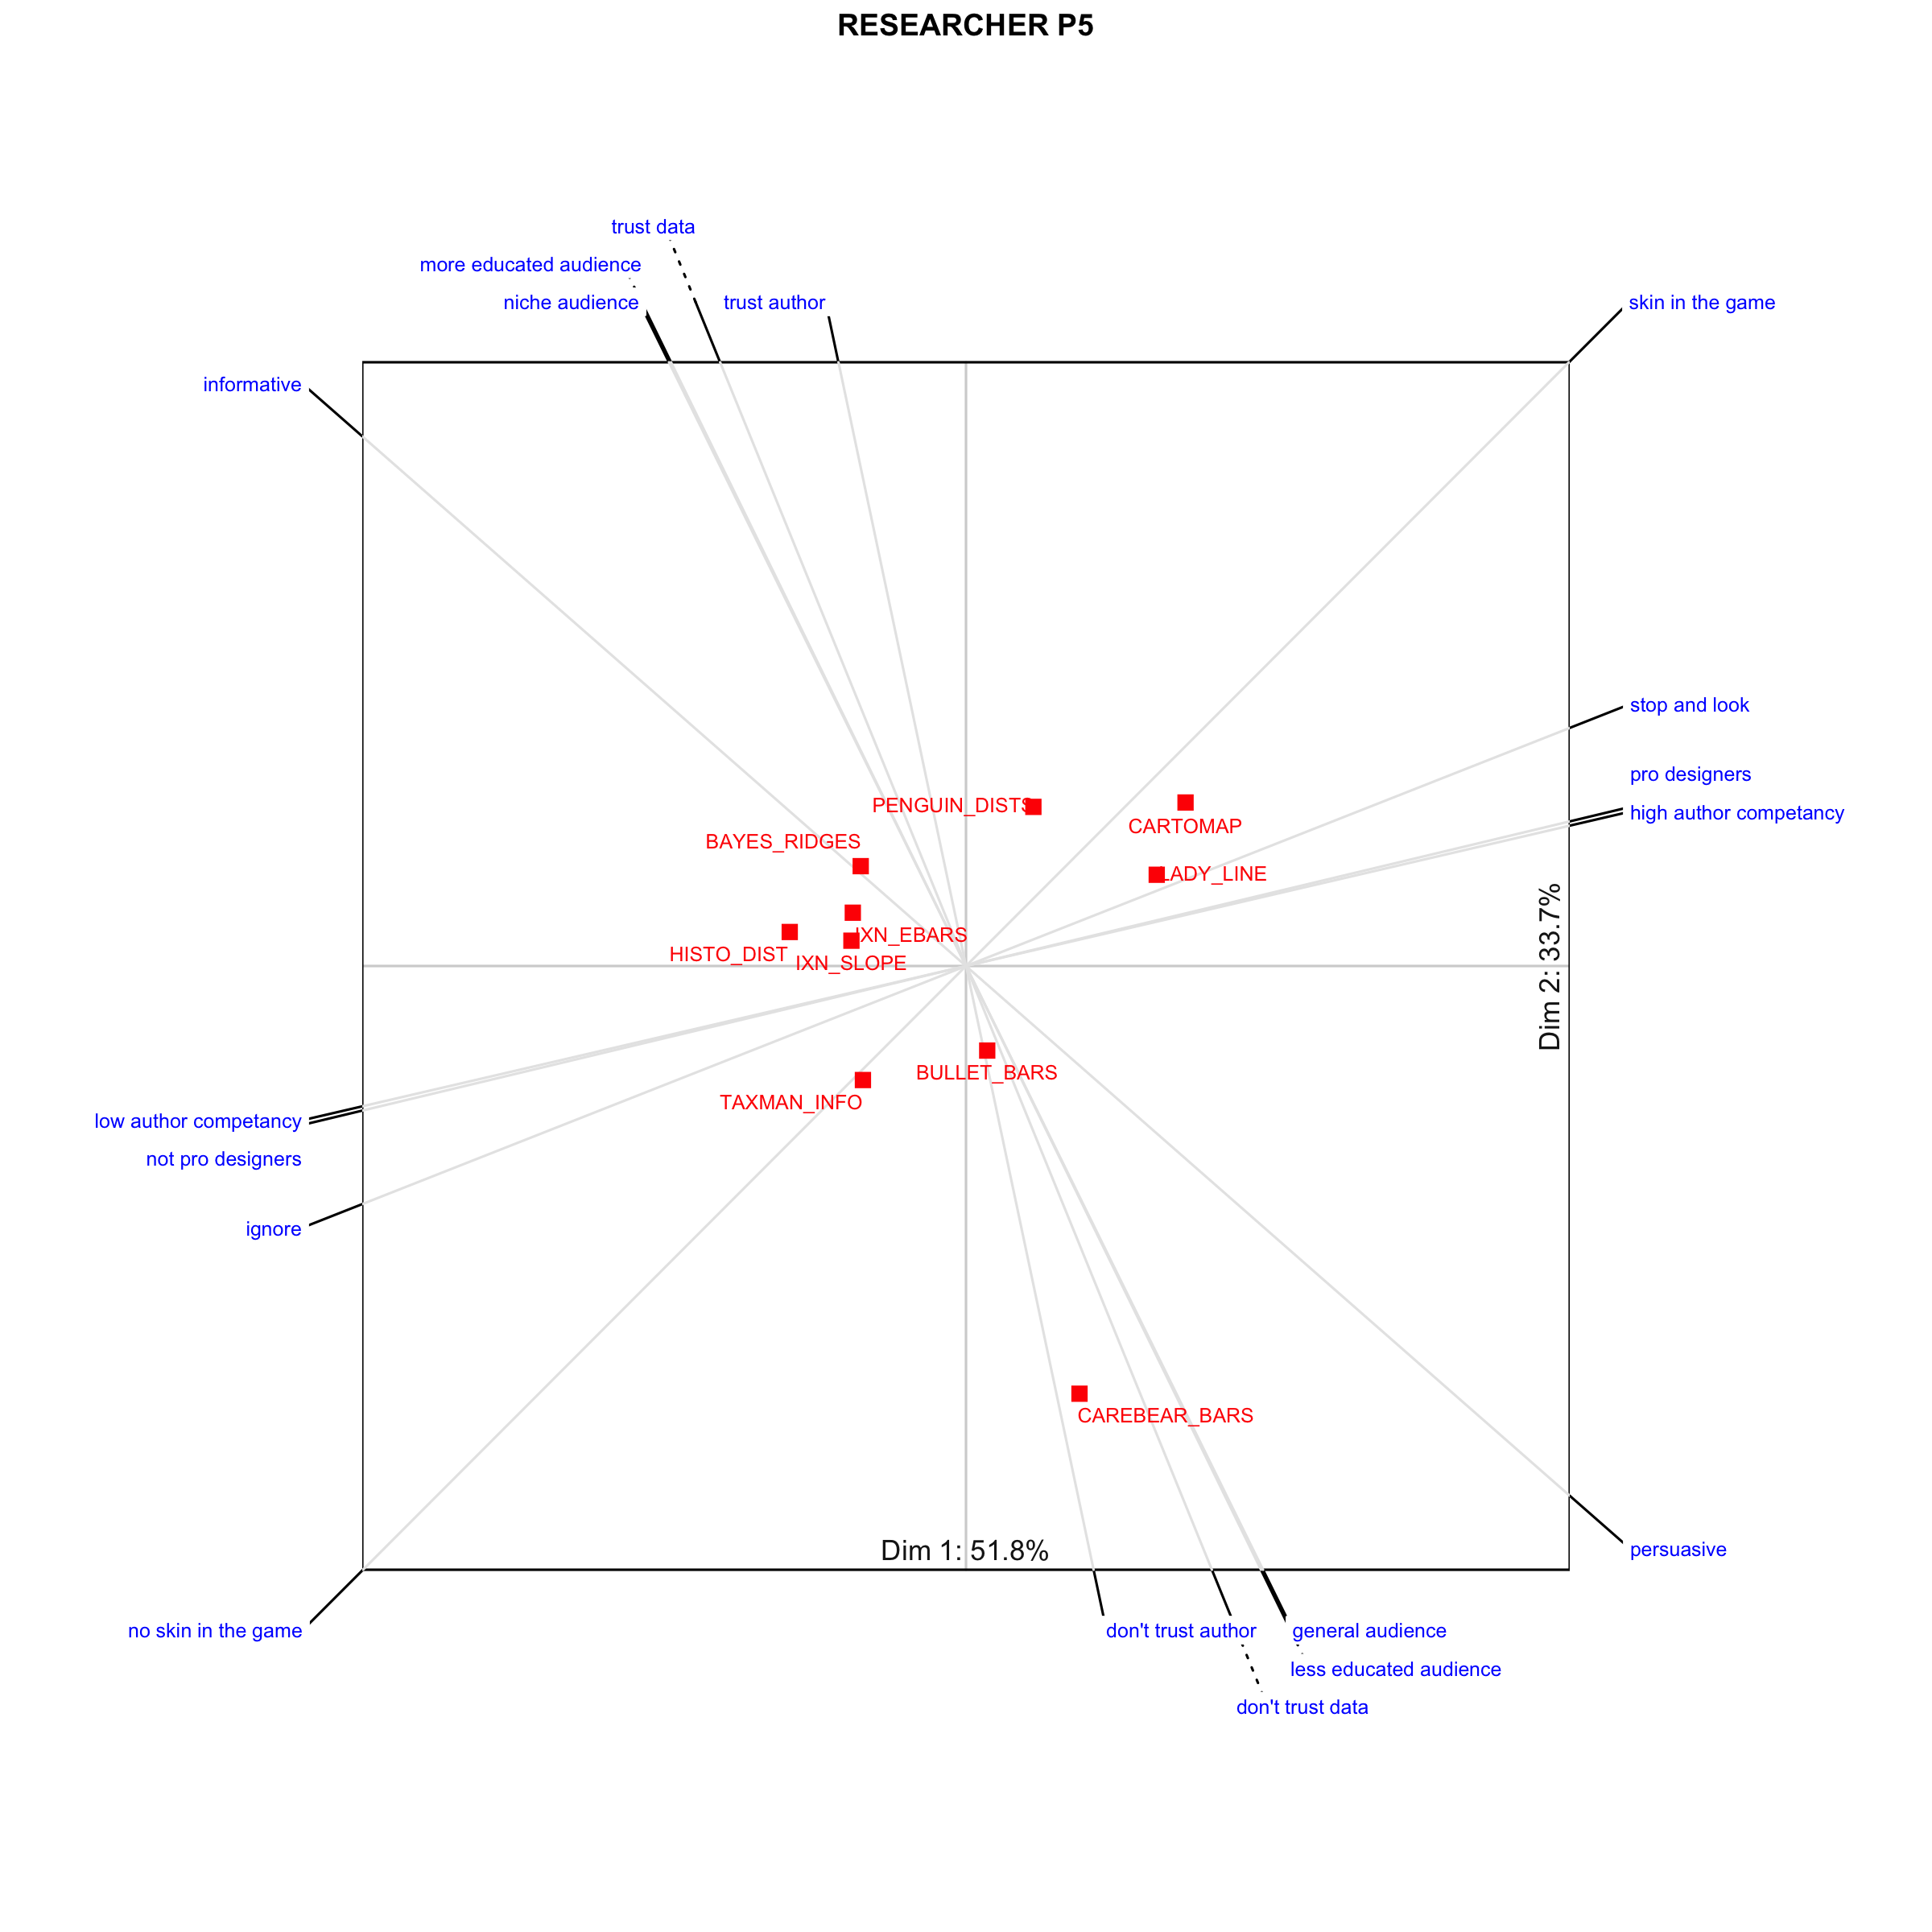 RESEARCHER P5
trust data
more educated audience
niche audience
trust author
skin in the game
informative
stop and look
pro designers
high author competancy
PENGUIN_DISTS
CARTOMAP
BAYES_RIDGES
LADY_LINE
IXN_EBARS
HISTO_DIST
IXN_SLOPE
Dim 2: 33.7%
BULLET_BARS
TAXMAN_INFO
low author competancy
not pro designers
ignore
CAREBEAR_BARS
Dim 1: 51.8%
persuasive
no skin in the game
don't trust author
general audience
less educated audience
don't trust data